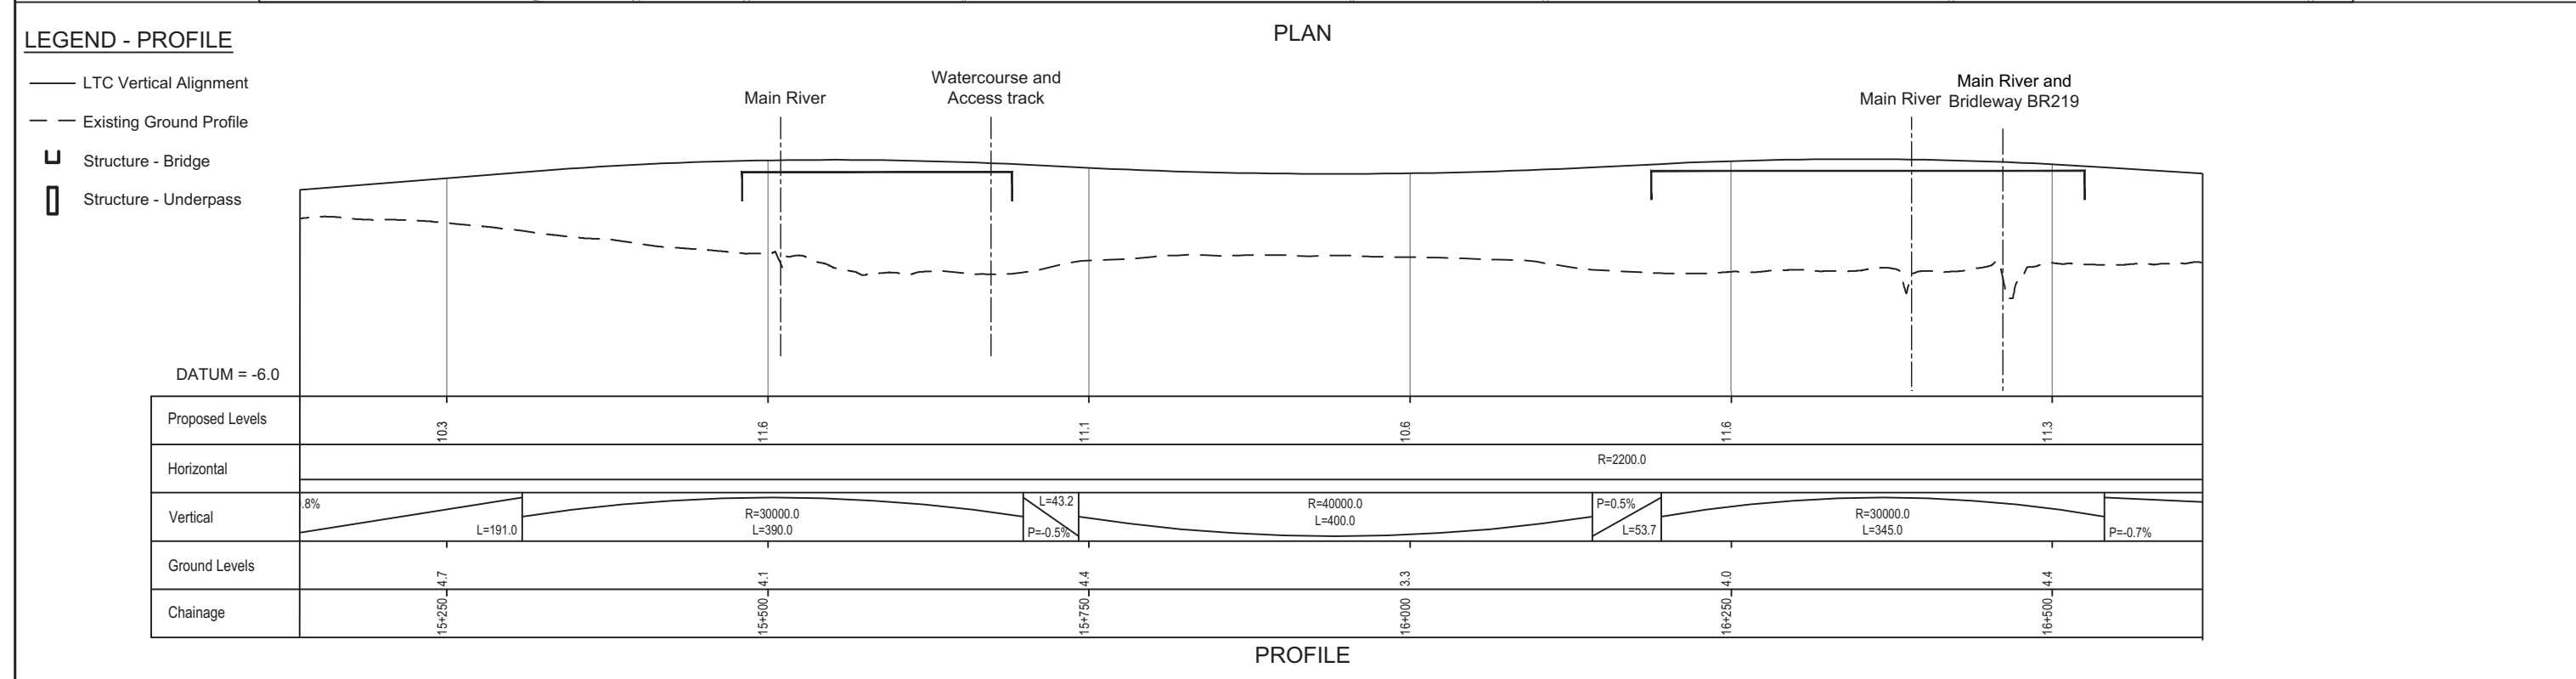 PLAN
LEGEND - PROFILE
LTC Vertical Alignment
Existing Ground Profile
Structure - Bridge
Structure - Underpass
Main River
Watercourse and
Access track
Main River
Main River and
Bridleway BR219
DATUM = -6.0
Proposed Levels 10.3 11.6 11.1 10.6 11.6 11.3
Horizontal R=2200.0
Vertical
.8%
L=191.0
R=30000.0
L=390.0
L=43.2
P=-0.5%
R=40000.0
L=400.0
P=0.5%
L=53.7
R=30000.0
L=345.0
P=-0.7%
Ground Levels 4.7 4.1 4.4 3.3 4.0 4.4
Chainage 15+250 15+500 15+750 16+000 16+250 16+500
PROFILE